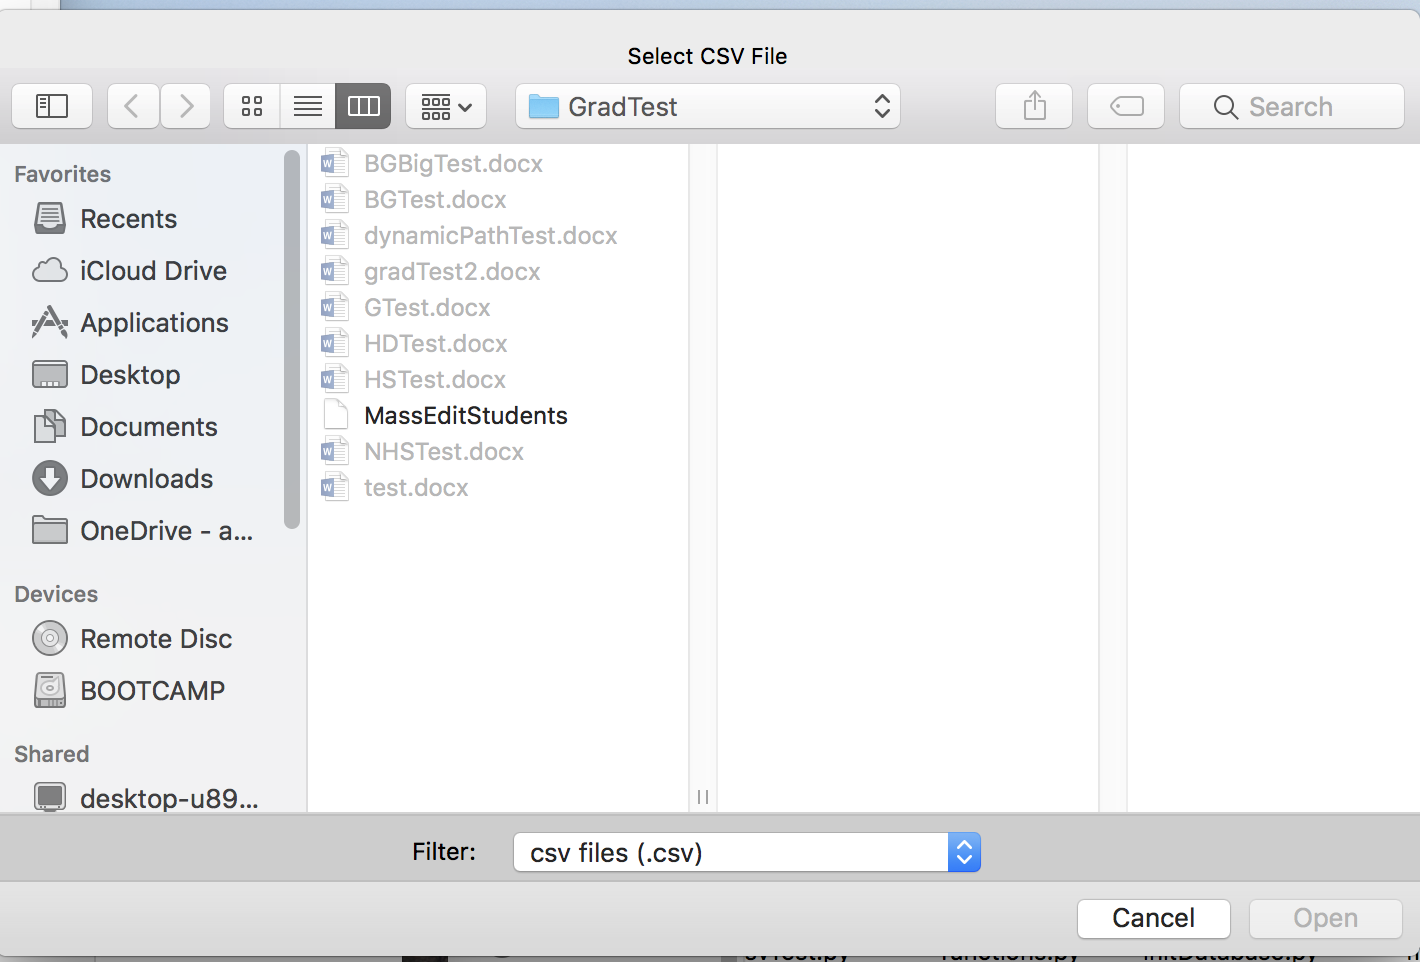 Select CSV File
GradTest
Search
Favorites
Recents
iCloud Drive
Applications
Desktop
Documents
Downloads
OneDrive - a...
Devices
Remote Disc
BOOTCAMP
Shared
desktop-u89...
BGBigTest.docx
BGTest.docx
dynamicPathTest.docx
gradTest2.docx
GTest.docx
HDTest.docx
HSTest.docx
MassEditStudents
NHSTest.docx
test.docx
Filter:
csv files (.csv)
Cancel
Open